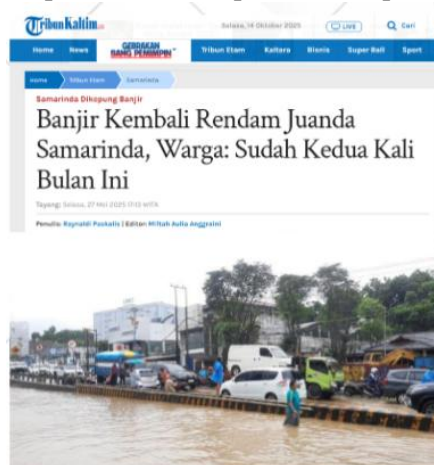 TribunKaltim
Selasa, 14 Oktober 2025
LIVE
Cari
Home News GEBRAKAN SANG PEMIMPIN Tribun Etam Kaltara Bisnis Super Ball Sport
Home Tribun Etam Samarinda
Samarinda Dikepung Banjir
Banjir Kembali Rendam Juanda
Samarinda, Warga: Sudah Kedua Kali
Bulan Ini
Tayang: Selasa, 27 Mei 2025 17:13 WITA
Penulis: Raynaldi Paskalis | Editor: Miftah Aulia Anggraini